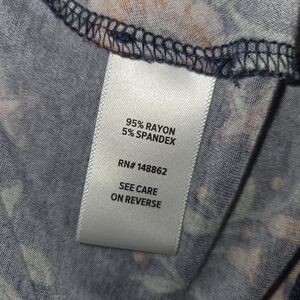 95% RAYON
5% SPANDEX
RN# 148862
SEE CARE
ON REVERSE